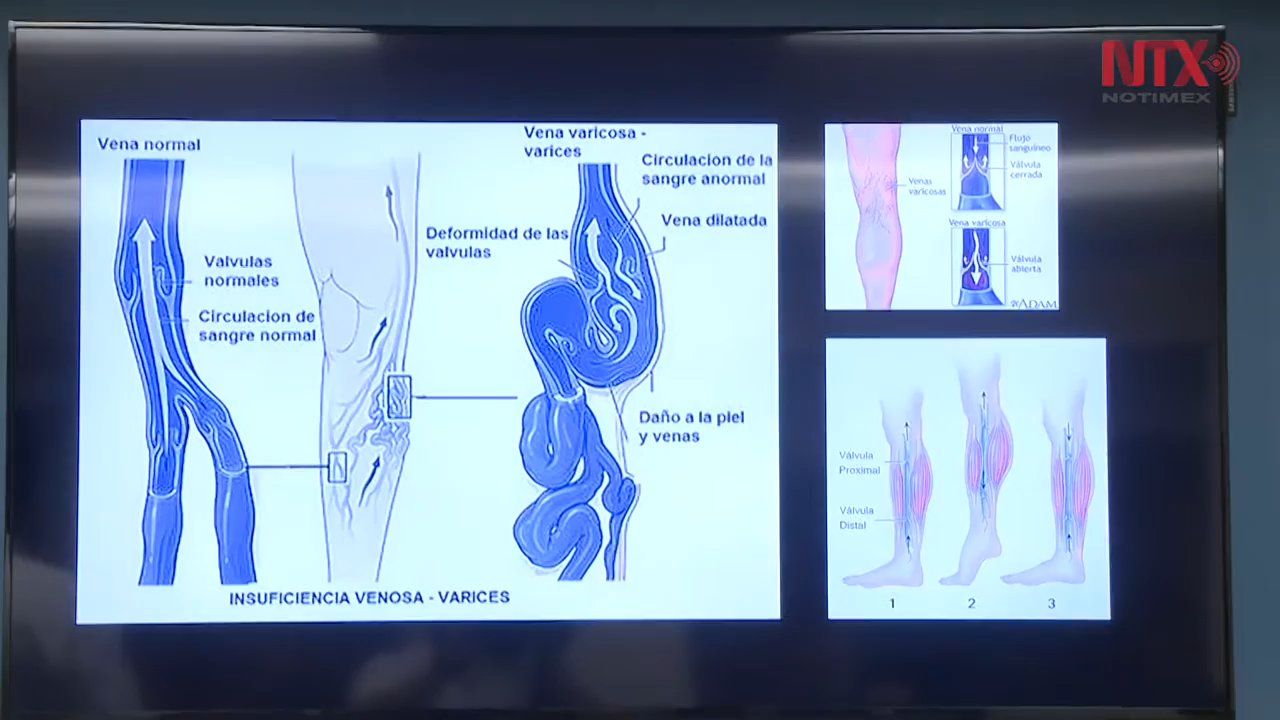 NTX
NOTIMEX
Vena normal
Valvulas
normales
Circulacion de
sangre normal
Vena varicosa -
varices
Circulacion de la
sangre anormal
Vena dilatada
Deformidad de las
valvulas
Daño a la piel
y venas
INSUFICIENCIA VENOSA - VARICES
Vena normal
Flujo
sanguíneo
Válvula
cerrada
Venas
varicosas
Vena varicosa
Válvula
abierta
ADAM
Válvula
Proximal
Válvula
Distal
1
2
3